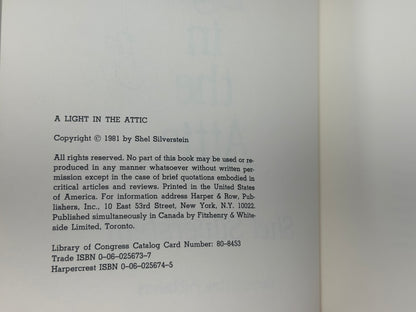 A LIGHT IN THE ATTIC
Copyright © 1981 by Shel Silverstein
All rights reserved. No part of this book may be used or re-
produced in any manner whatsoever without written permis-
sion except in the case of brief quotations embodied in
critical articles and reviews. Printed in the United States
of America. For information address Harper & Row, Pub-
lishers, Inc., 10 East 53rd Street, New York, N.Y. 10022.
Published simultaneously in Canada by Fitzhenry & White-
side Limited, Toronto.
Library of Congress Catalog Card Number: 80-8453
Trade ISBN 0-06-025673-7
Harpercrest ISBN 0-06-025674-5